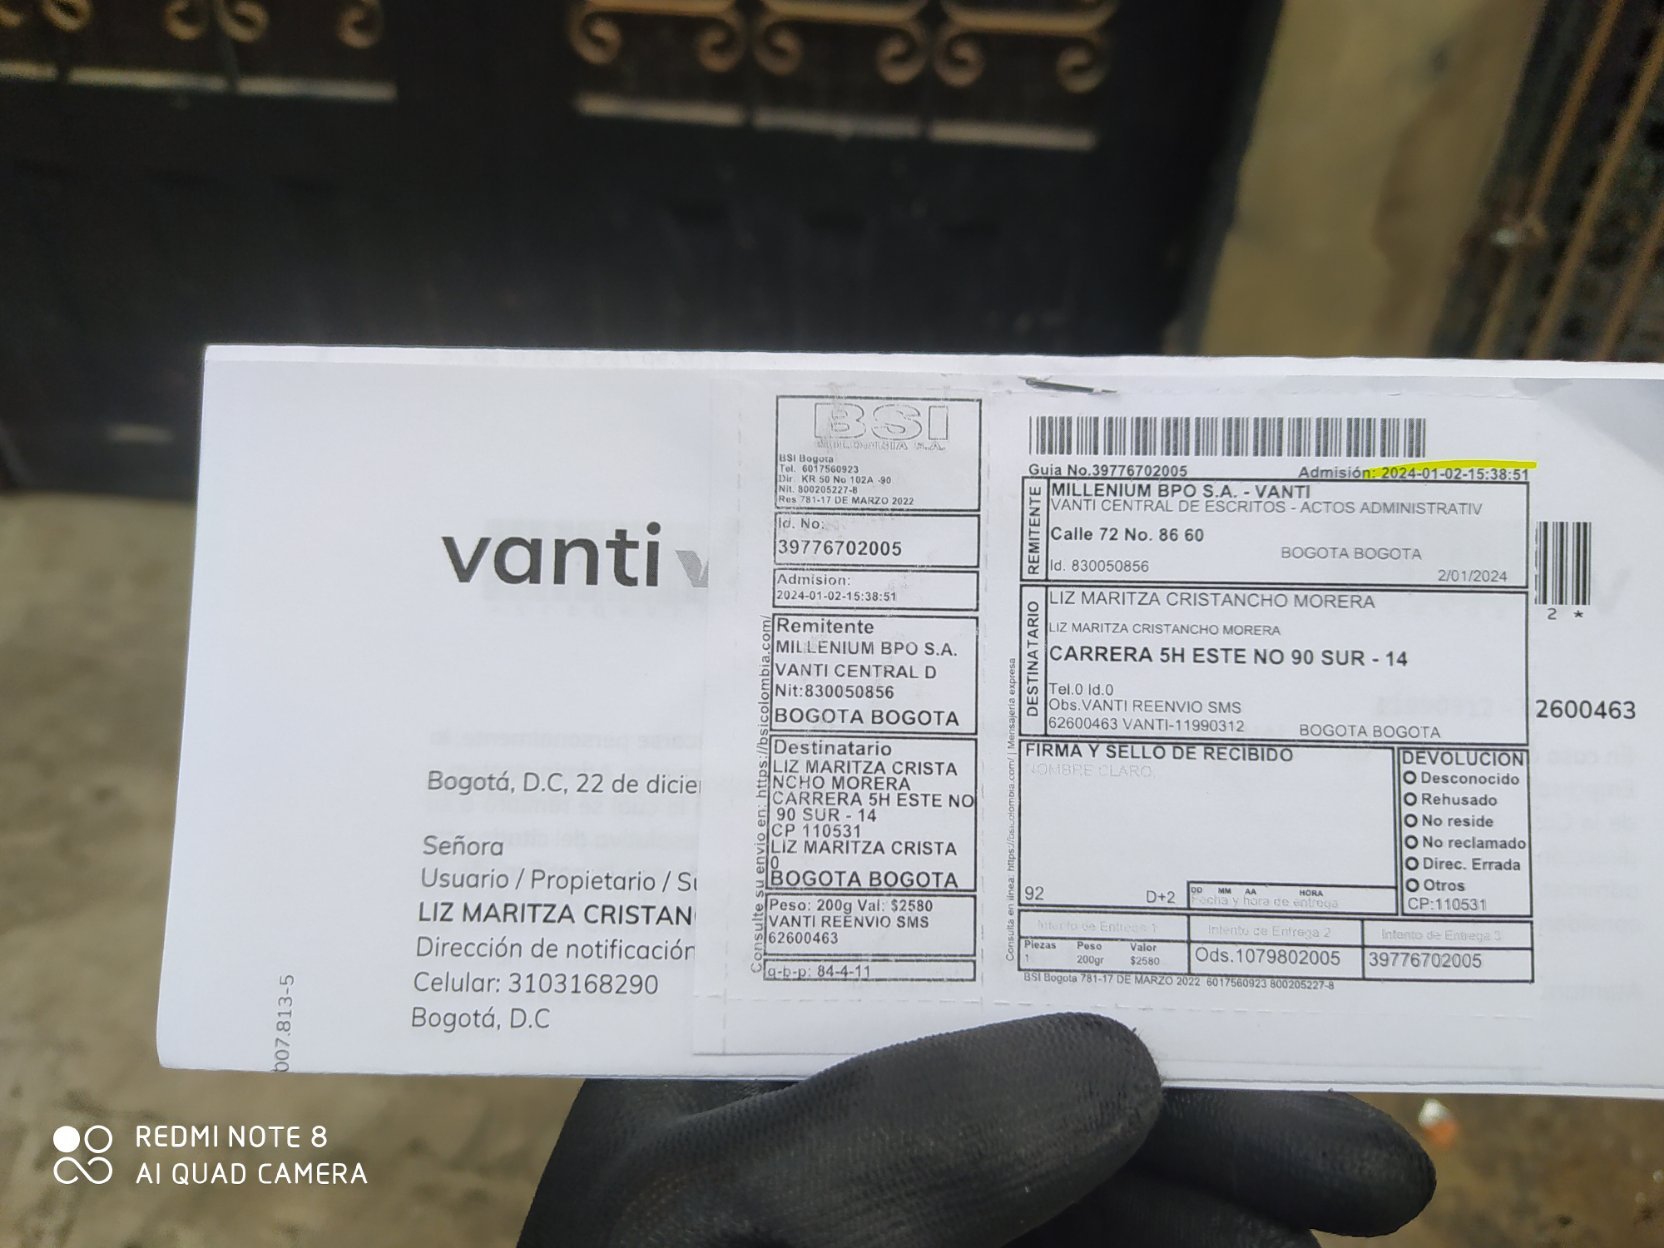 vanti
Bogotá, D.C, 22 de dicie
Señora
Usuario / Propietario / Su
LIZ MARITZA CRISTAN
Dirección de notificación
Celular: 3103168290
Bogotá, D.C
007.813-5
BSI
COLOMBIA S.A.
BSI Bogota
Tel. 6017560923
Dir. KR 50 No 102A -90
Nit. 800205227-8
Res 781-17 DE MARZO 2022
Id. No:
39776702005
Admision:
2024-01-02-15:38:51
Remitente
MILLENIUM BPO S.A.
VANTI CENTRAL D
Nit:830050856
BOGOTA BOGOTA
Destinatario
LIZ MARITZA CRISTA
NCHO MORERA
CARRERA 5H ESTE NO
90 SUR - 14
CP 110531
LIZ MARITZA CRISTA
0
BOGOTA BOGOTA
Peso: 200g Val: $2580
VANTI REENVIO SMS
62600463
q-b-p: 84-4-11
Consulte su envio en: https://bsicolombia.com/
Guia No.39776702005 Admisión: 2024-01-02-15:38:51
REMITENTE
MILLENIUM BPO S.A. - VANTI
VANTI CENTRAL DE ESCRITOS - ACTOS ADMINISTRATIV
Calle 72 No. 86 60
BOGOTA BOGOTA
Id. 830050856
2/01/2024
DESTINATARIO
LIZ MARITZA CRISTANCHO MORERA
LIZ MARITZA CRISTANCHO MORERA
CARRERA 5H ESTE NO 90 SUR - 14
Tel.0 Id.0
Obs.VANTI REENVIO SMS
62600463 VANTI-11990312 BOGOTA BOGOTA
FIRMA Y SELLO DE RECIBIDO
NOMBRE CLARO,
92 D+2
DD MM AA HORA
Fecha y hora de entrega
DEVOLUCION
Desconocido
Rehusado
No reside
No reclamado
Direc. Errada
Otros
CP:110531
Intento de Entrega 1 Intento de Entrega 2 Intento de Entrega 3
Piezas Peso Valor
1 200gr $2580
Ods.1079802005
39776702005
BSI Bogota 781-17 DE MARZO 2022 6017560923 800205227-8
Consulta en linea: https://bsicolombia.com/ | Mensajeria expresa
2 *
2600463
REDMI NOTE 8
AI QUAD CAMERA